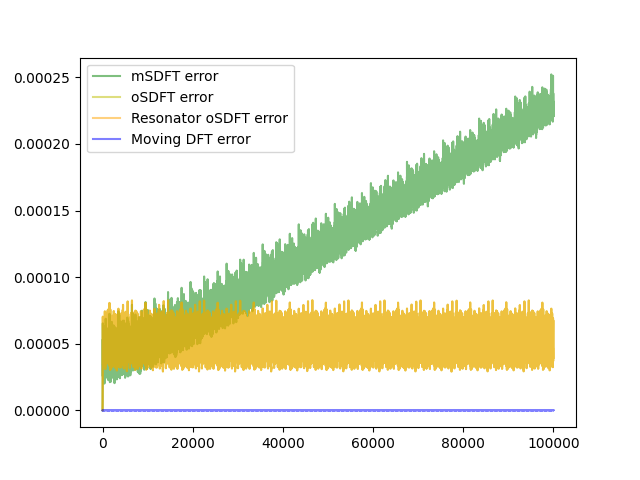 mSDFT error
oSDFT error
Resonator oSDFT error
Moving DFT error
0.00025
0.00020
0.00015
0.00010
0.00005
0.00000
0 20000 40000 60000 80000 100000